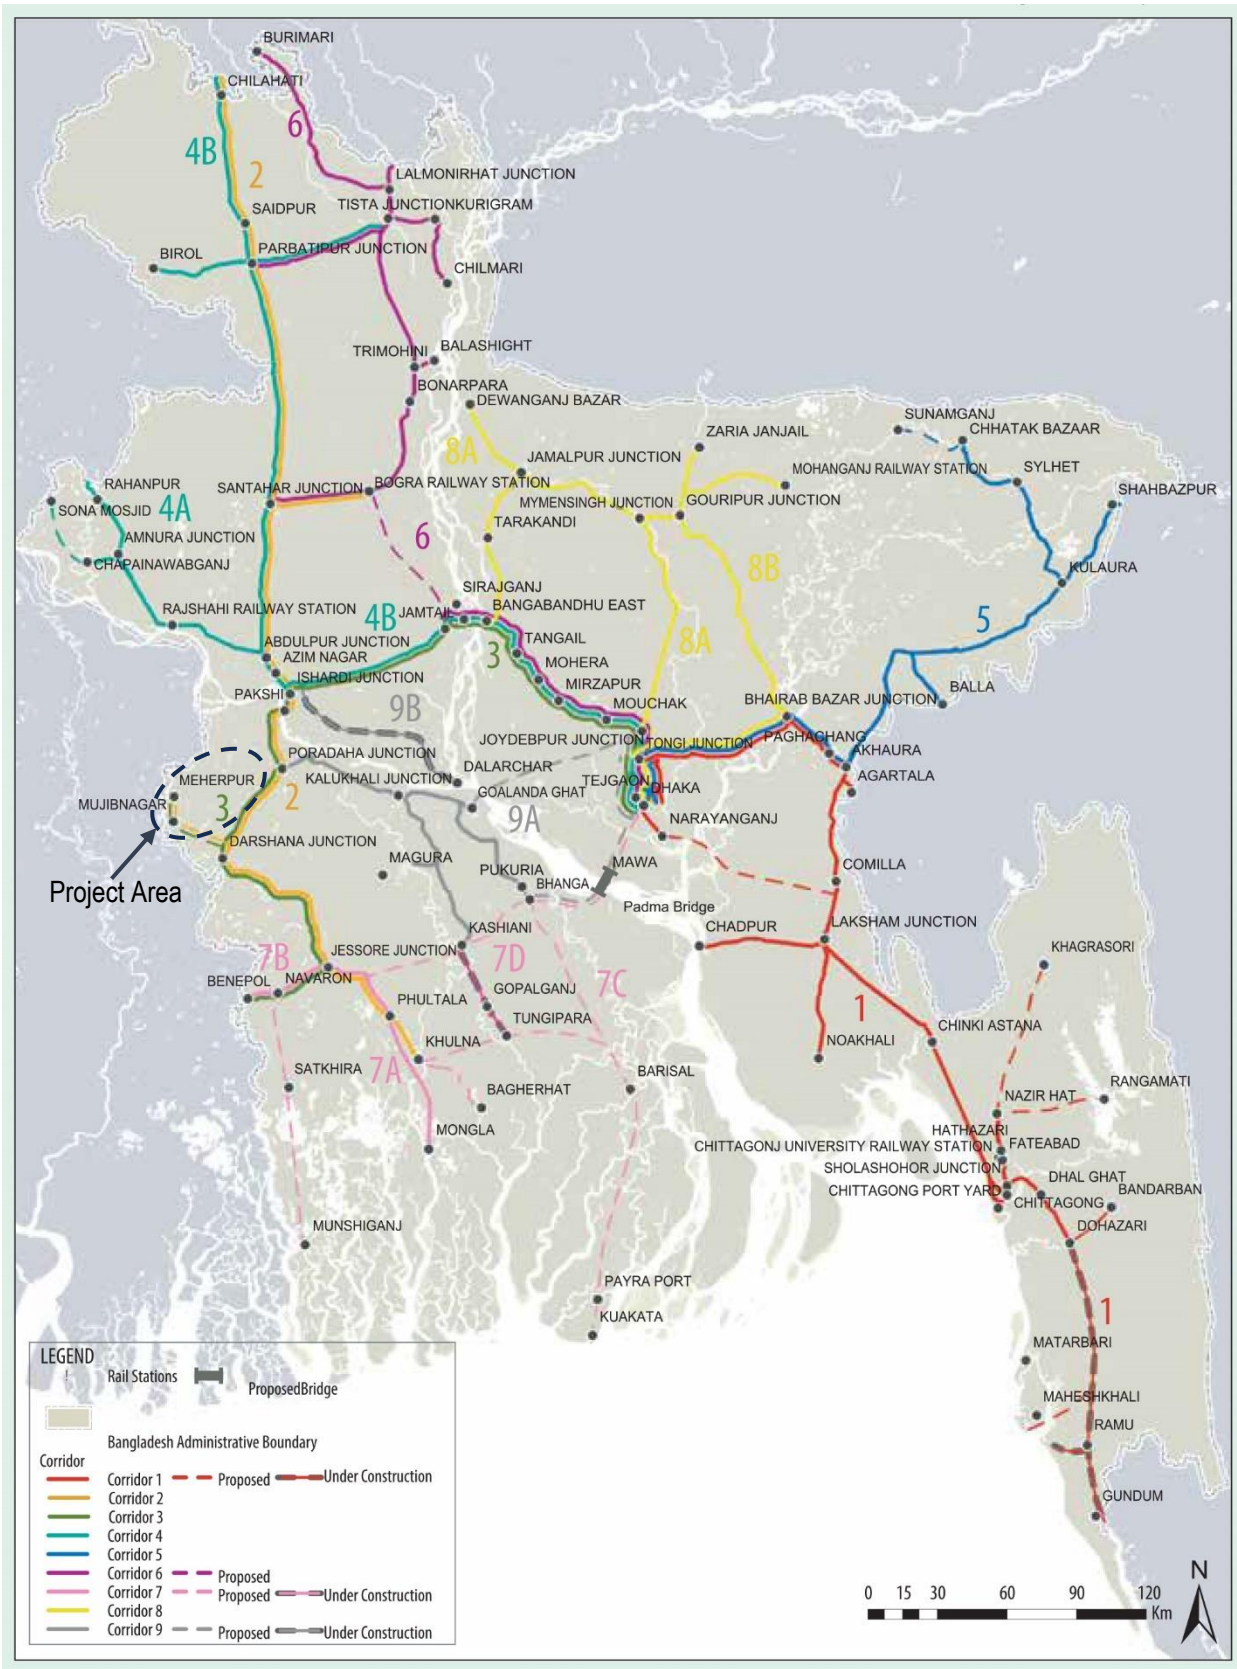 BURIMARI
CHILAHATI
6
4B
2
LALMONIRHAT JUNCTION
SAIDPUR
TISTA JUNCTION KURIGRAM
BIROL
PARBATIPUR JUNCTION
CHILMARI
TRIMOHINI
BALASHIGHT
BONARPARA
DEWANGANJ BAZAR
SUNAMGANJ
CHHATAK BAZAAR
ZARIA JANJAIL
8A
JAMALPUR JUNCTION
MOHANGANJ RAILWAY STATION
SYLHET
RAHANPUR
SANTAHAR JUNCTION
BOGRA RAILWAY STATION
SHAHBAZPUR
SONA MOSJID
4A
MYMENSINGH JUNCTION
GOURIPUR JUNCTION
TARAKANDI
AMNURA JUNCTION
6
CHAPAINAWABGANJ
8B
KULAURA
SIRAJGANJ
RAJSHAHI RAILWAY STATION
4B
JAMTAIL
BANGABANDHU EAST
5
ABDULPUR JUNCTION
3
TANGAIL
8A
AZIM NAGAR
MOHERA
ISHARDI JUNCTION
MIRZAPUR
BALLA
PAKSHI
BHAIRAB BAZAR JUNCTION
9B
MOUCHAK
JOYDEBPUR JUNCTION
TONGI JUNCTION
PAGHACHANG
PORADAHA JUNCTION
AKHAURA
MEHERPUR
KALUKHALI JUNCTION
DALARCHAR
TEJGAON
DHAKA
AGARTALA
MUJIBNAGAR
3
2
GOALANDA GHAT
9A
NARAYANGANJ
DARSHANA JUNCTION
MAGURA
MAWA
COMILLA
Project Area
PUKURIA
BHANGA
Padma Bridge
KASHIANI
CHADPUR
LAKSHAM JUNCTION
JESSORE JUNCTION
KHAGRASORI
7B
7D
NAVARON
BENEPOL
7C
GOPALGANJ
PHULTALA
1
TUNGIPARA
CHINKI ASTANA
KHULNA
NOAKHALI
7A
SATKHIRA
BARISAL
BAGHERHAT
RANGAMATI
NAZIR HAT
HATHAZARI
MONGLA
CHITTAGONJ UNIVERSITY RAILWAY STATION
FATEABAD
SHOLASHOHOR JUNCTION
DHAL GHAT
CHITTAGONG PORT YARD
BANDARBAN
CHITTAGONG
MUNSHIGANJ
DOHAZARI
PAYRA PORT
KUAKATA
1
MATARBARI
MAHESHKHALI
RAMU
GUNDUM
LEGEND
Rail Stations
ProposedBridge
Bangladesh Administrative Boundary
Corridor
Corridor 1 Proposed Under Construction
Corridor 2
Corridor 3
Corridor 4
Corridor 5
Corridor 6 Proposed
Corridor 7 Proposed Under Construction
Corridor 8
Corridor 9 Proposed Under Construction
N
0 15 30 60 90 120
Km